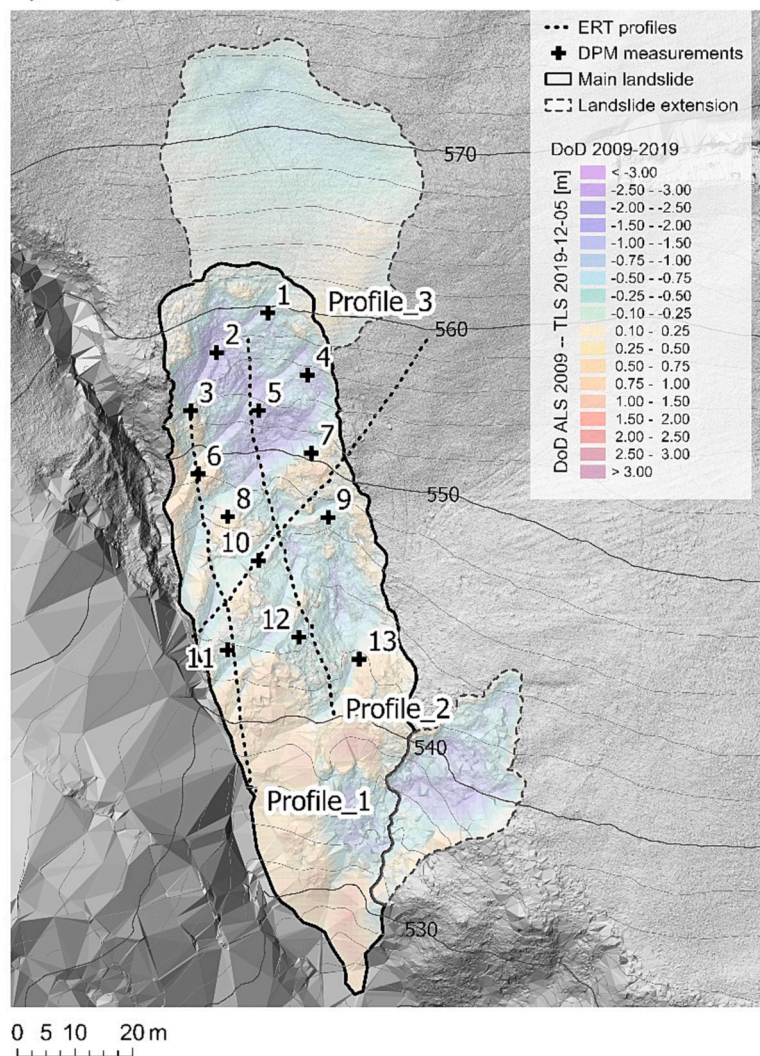 ERT profiles
DPM measurements
Main landslide
Landslide extension
DoD 2009-2019
DoD ALS 2009 -- TLS 2019-12-05 [m]
< -3.00
-2.50 - -3.00
-2.00 - -2.50
-1.50 - -2.00
-1.00 - -1.50
-0.75 - -1.00
-0.50 - -0.75
-0.25 - -0.50
-0.10 - -0.25
0.10 - 0.25
0.25 - 0.50
0.50 - 0.75
0.75 - 1.00
1.00 - 1.50
1.50 - 2.00
2.00 - 2.50
2.50 - 3.00
> 3.00
570
1
Profile_3
560
2
4
3
5
7
6
550
8
9
10
12
13
11
Profile_2
540
Profile_1
530
0 5 10 20 m